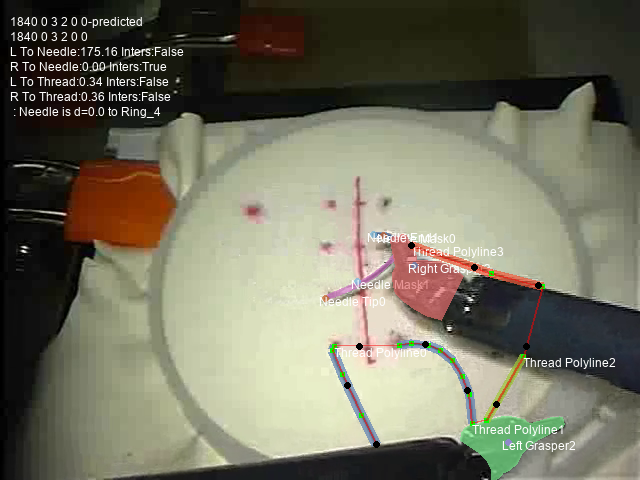 1840 0 3 2 0 0-predicted
1840 0 3 2 0 0
L To Needle:175.16 Inters:False
R To Needle:0.00 Inters:True
L To Thread:0.34 Inters:False
R To Thread:0.36 Inters:False
: Needle is d=0.0 to Ring_4
Needle
Mask0
Thread Polyline3
Right Grasper
Needle Mask1
Needle Tip0
Thread Polyline0
Thread Polyline2
Thread Polyline1
Left Grasper2